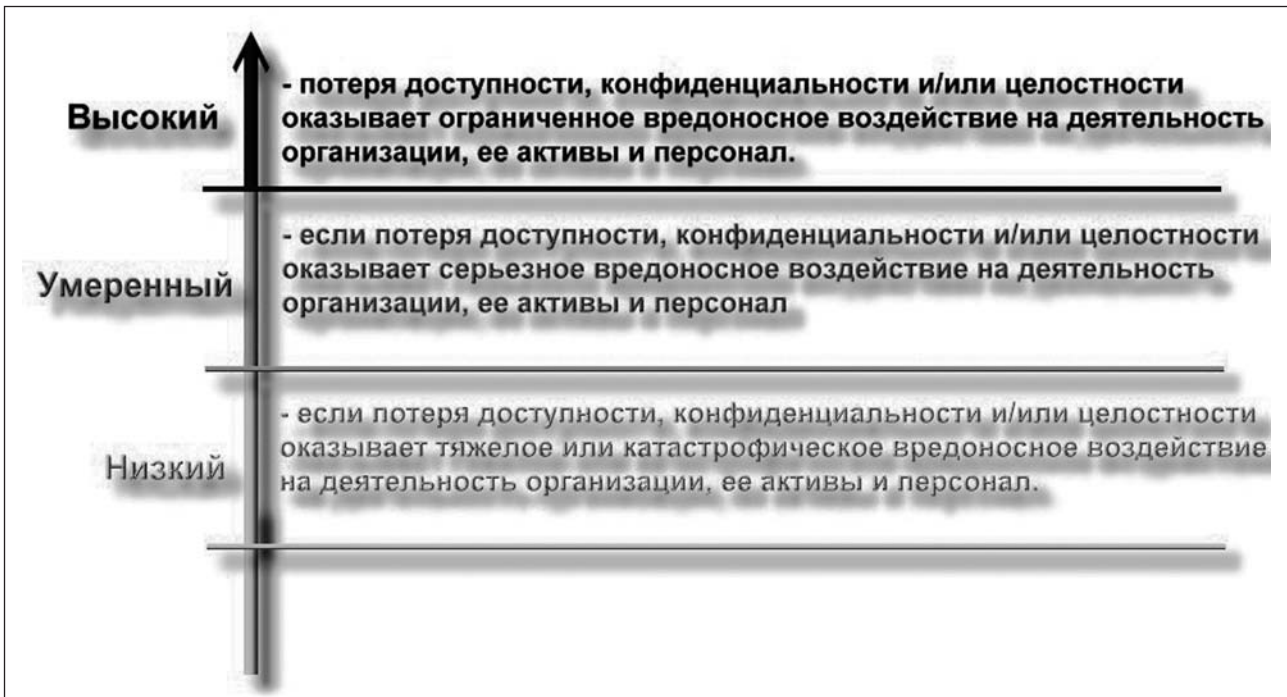 Высокий
- потеря доступности, конфиденциальности и/или целостности
оказывает ограниченное вредоносное воздействие на деятельность
организации, ее активы и персонал.
Умеренный
- если потеря доступности, конфиденциальности и/или целостности
оказывает серьезное вредоносное воздействие на деятельность
организации, ее активы и персонал
Низкий
- если потеря доступности, конфиденциальности и/или целостности
оказывает тяжелое или катастрофическое вредоносное воздействие
на деятельность организации, ее активы и персонал.